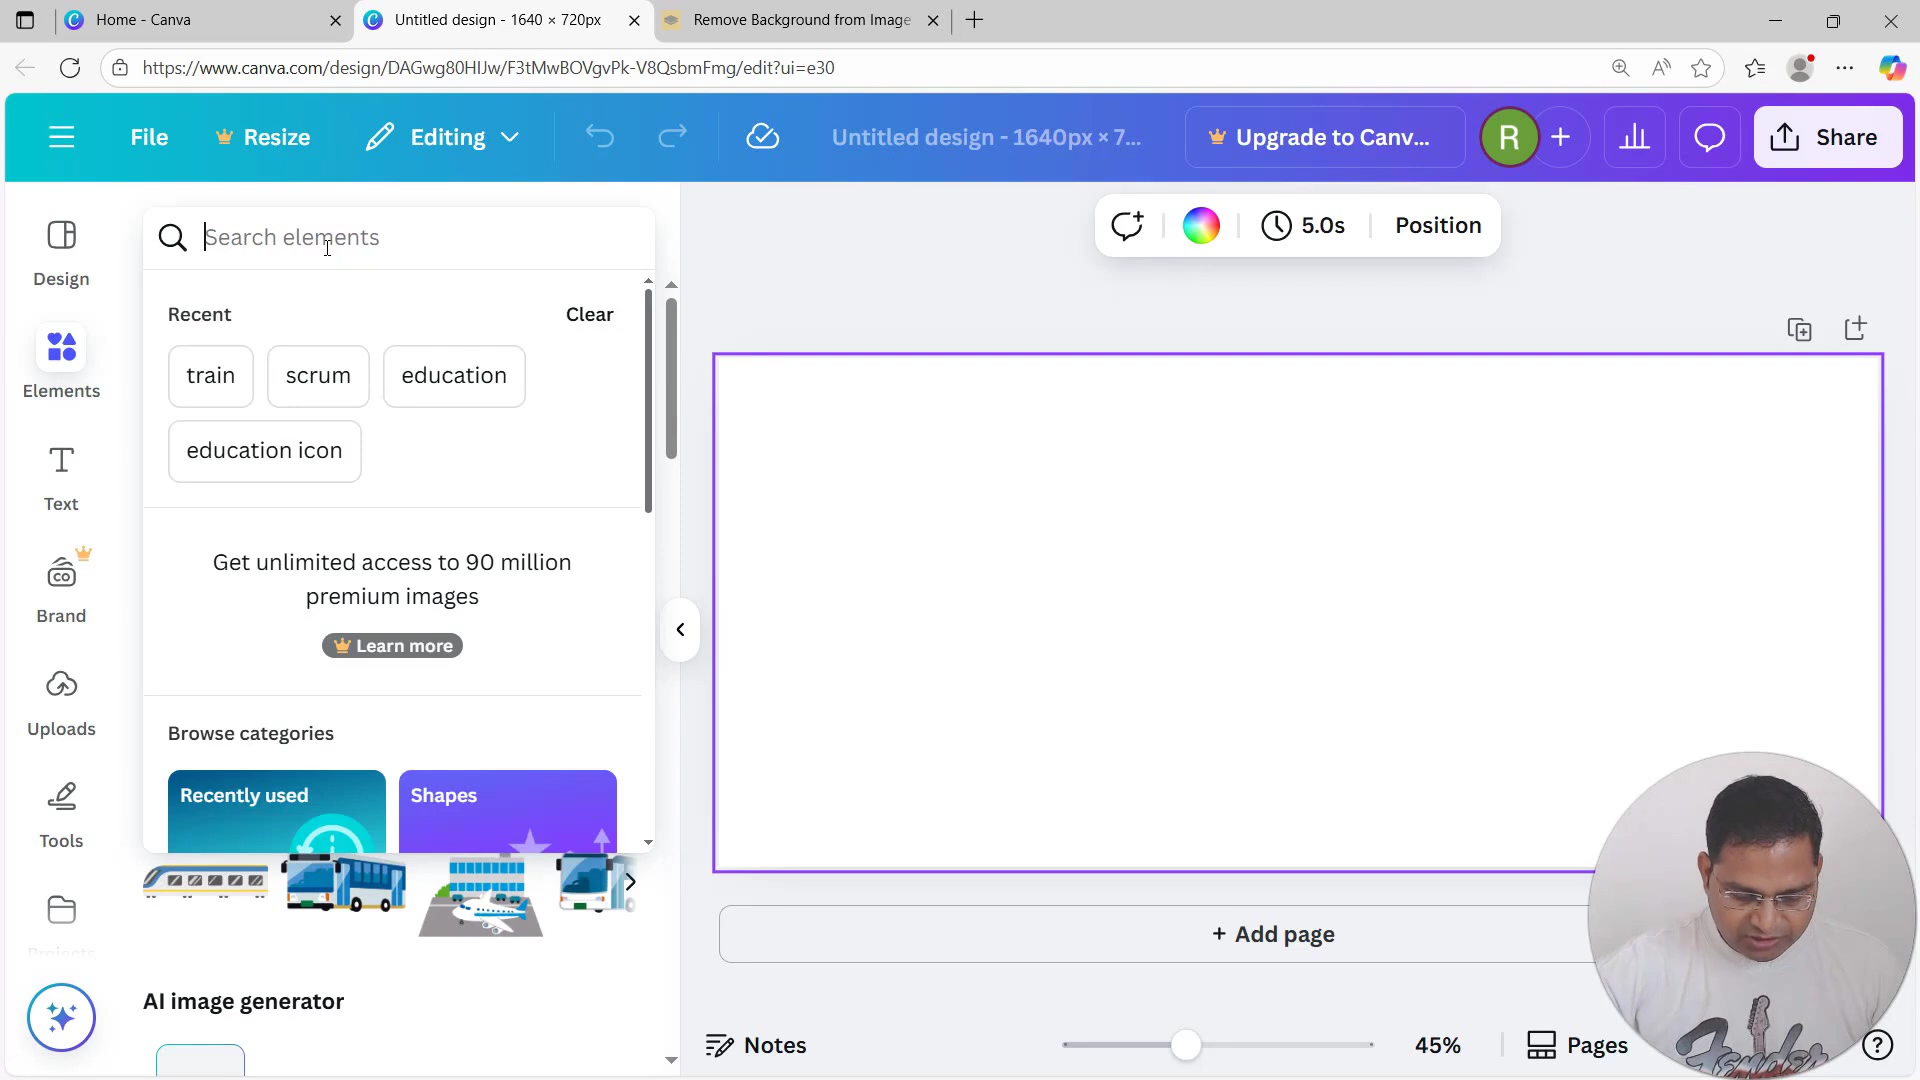 Home - Canva
Untitled design - 1640 × 720px
Remove Background from Image
https://www.canva.com/design/DAGwg80HIJw/F3tMwBOVgvPk-V8QsbmFmg/edit?ui=e30
File
Resize
Editing
Untitled design - 1640px × 7...
Upgrade to Canv...
R
Share
Design
Elements
Text
Brand
Uploads
Tools
Projects
Search elements
Recent
Clear
train
scrum
education
education icon
Get unlimited access to 90 million
premium images
Learn more
Browse categories
Recently used
Shapes
AI image generator
5.0s
Position
+ Add page
Notes
45%
Pages
Fender